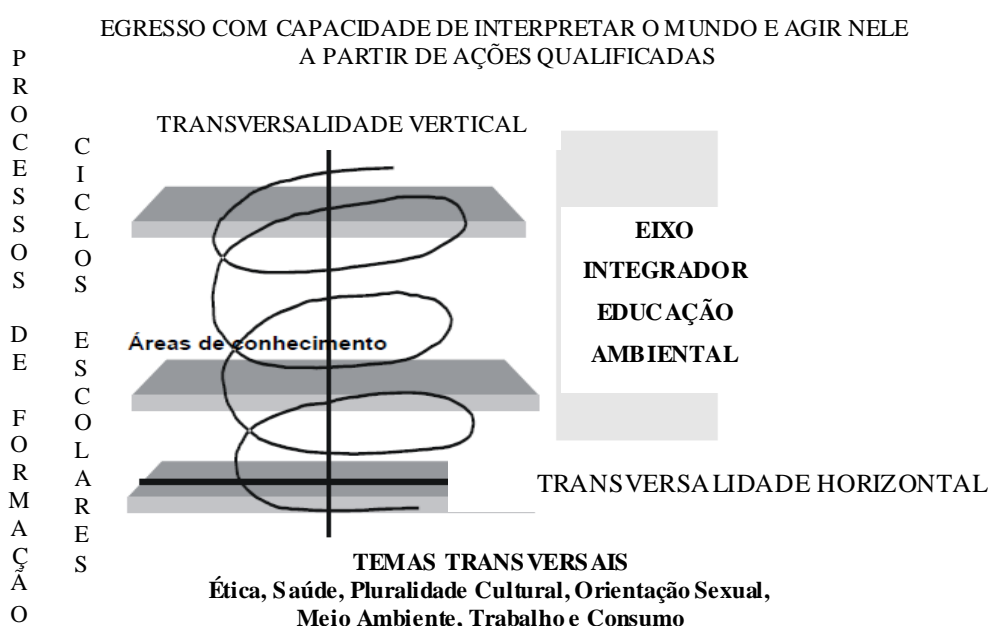 EGRESSO COM CAPACIDADE DE INTERPRETAR O MUNDO E AGIR NELE
A PARTIR DE AÇÕES QUALIFICADAS
PROCESSOS DE FORMAÇÃO
CICLOS ESCOLARES
TRANSVERSALIDADE VERTICAL
EIXO
INTEGRADOR
EDUCAÇÃO
AMBIENTAL
Áreas de conhecimento
TRANSVERSALIDADE HORIZONTAL
TEMAS TRANSVERSAIS
Ética, Saúde, Pluralidade Cultural, Orientação Sexual,
Meio Ambiente, Trabalho e Consumo